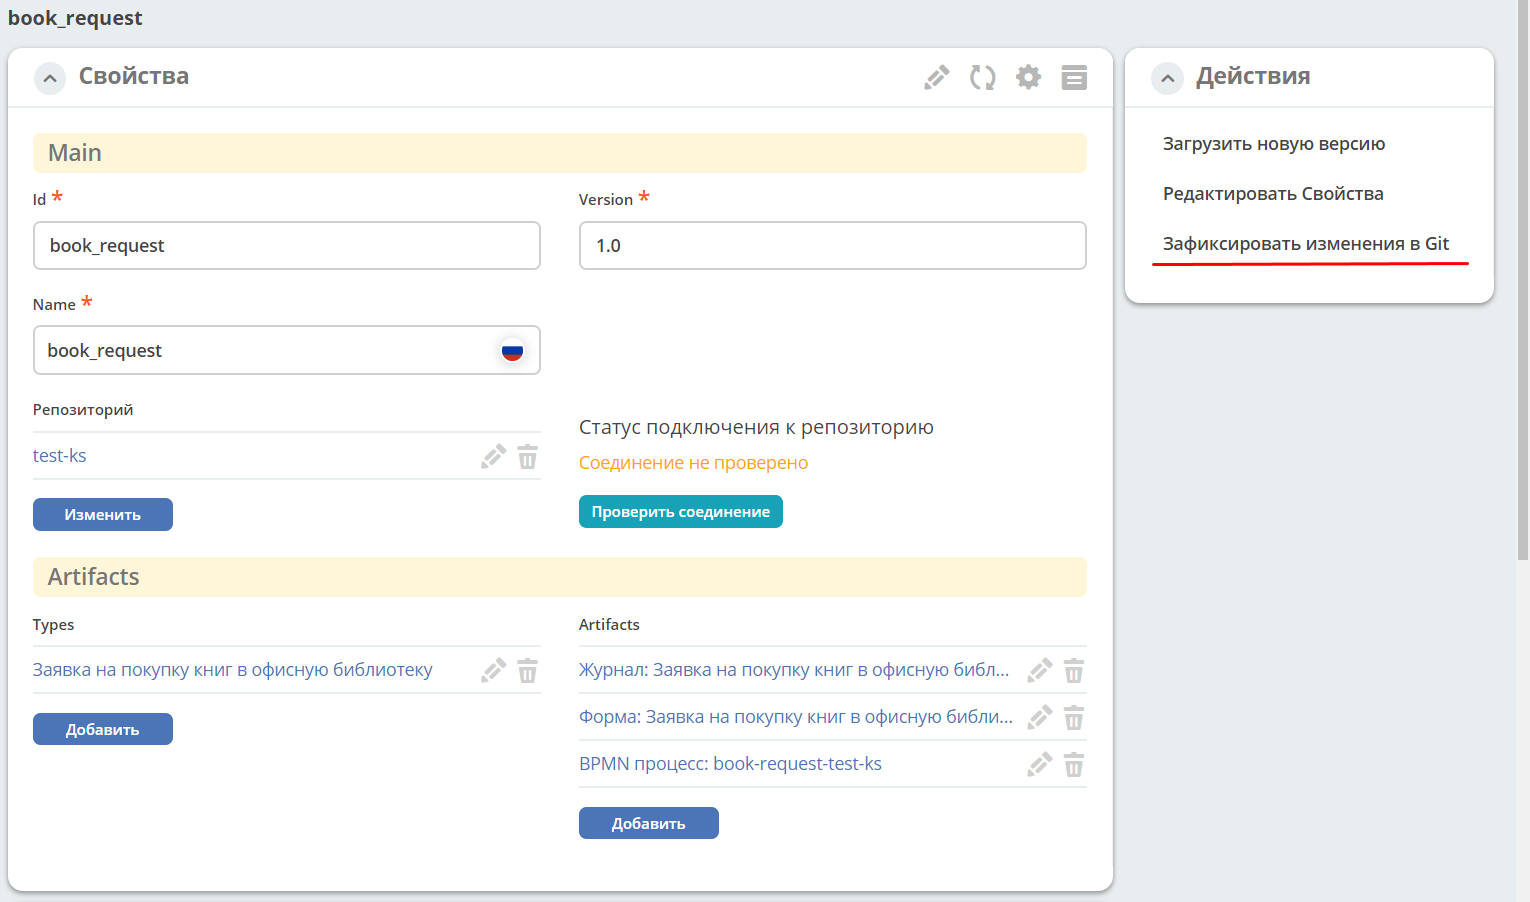 book_request
Свойства
Main
Id *
book_request
Version *
1.0
Name *
book_request
Репозиторий
test-ks
Изменить
Статус подключения к репозиторию
Соединение не проверено
Проверить соединение
Artifacts
Types
Заявка на покупку книг в офисную библиотеку
Добавить
Artifacts
Журнал: Заявка на покупку книг в офисную библ...
Форма: Заявка на покупку книг в офисную библи...
BPMN процесс: book-request-test-ks
Добавить
Действия
Загрузить новую версию
Редактировать Свойства
Зафиксировать изменения в Git